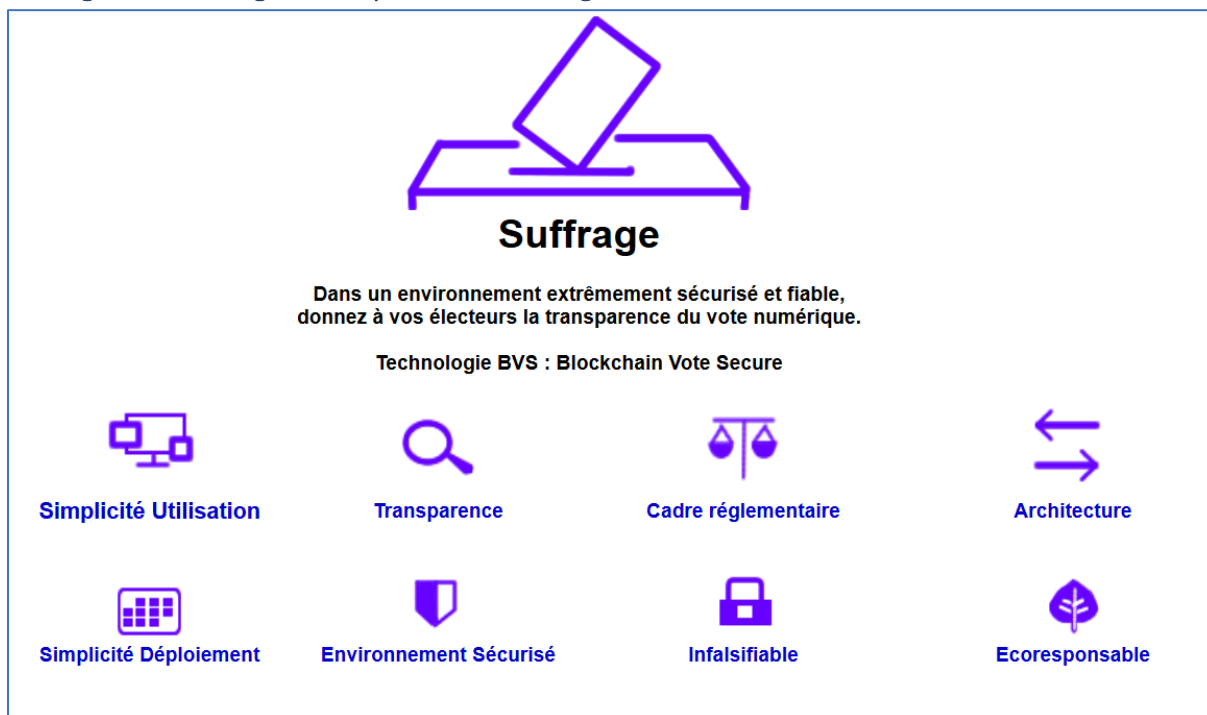 Suffrage
Dans un environnement extrêmement sécurisé et fiable,
donnez à vos électeurs la transparence du vote numérique.
Technologie BVS : Blockchain Vote Secure
Simplicité Utilisation
Transparence
Cadre réglementaire
Architecture
Simplicité Déploiement
Environnement Sécurisé
Infalsifiable
Ecoresponsable